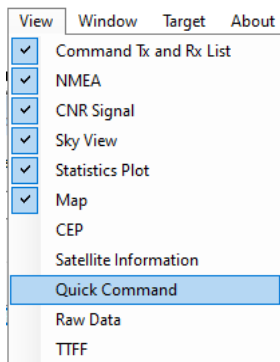 View Window Target About
Command Tx and Rx List
NMEA
CNR Signal
Sky View
Statistics Plot
Map
CEP
Satellite Information
Quick Command
Raw Data
TTFF